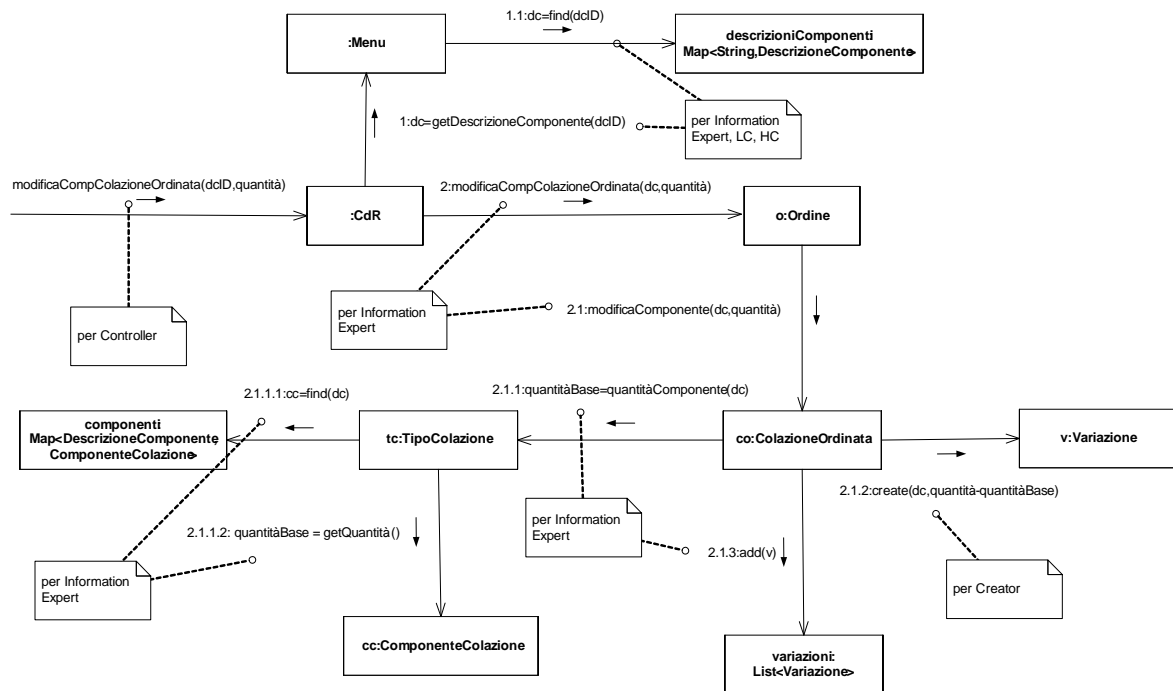 1.1:dc=find(dcID)
:Menu
descrizioniComponenti
Map<String,DescrizioneComponente>
per Information
Expert, LC, HC
1:dc=getDescrizioneComponente(dcID)
modificaCompColazioneOrdinata(dcID,quantità)
2:modificaCompColazioneOrdinata(dc,quantità)
:CdR
o:Ordine
per Controller
per Information
Expert
2.1:modificaComponente(dc,quantità)
2.1.1.1:cc=find(dc)
2.1.1:quantitàBase=quantitàComponente(dc)
componenti
Map<DescrizioneComponente,
ComponenteColazione>
tc:TipoColazione
co:ColazioneOrdinata
v:Variazione
2.1.2:create(dc,quantità-quantitàBase)
2.1.1.2: quantitàBase = getQuantità()
per Information
Expert
2.1.3:add(v)
per Information
Expert
per Creator
cc:ComponenteColazione
variazioni:
List<Variazione>